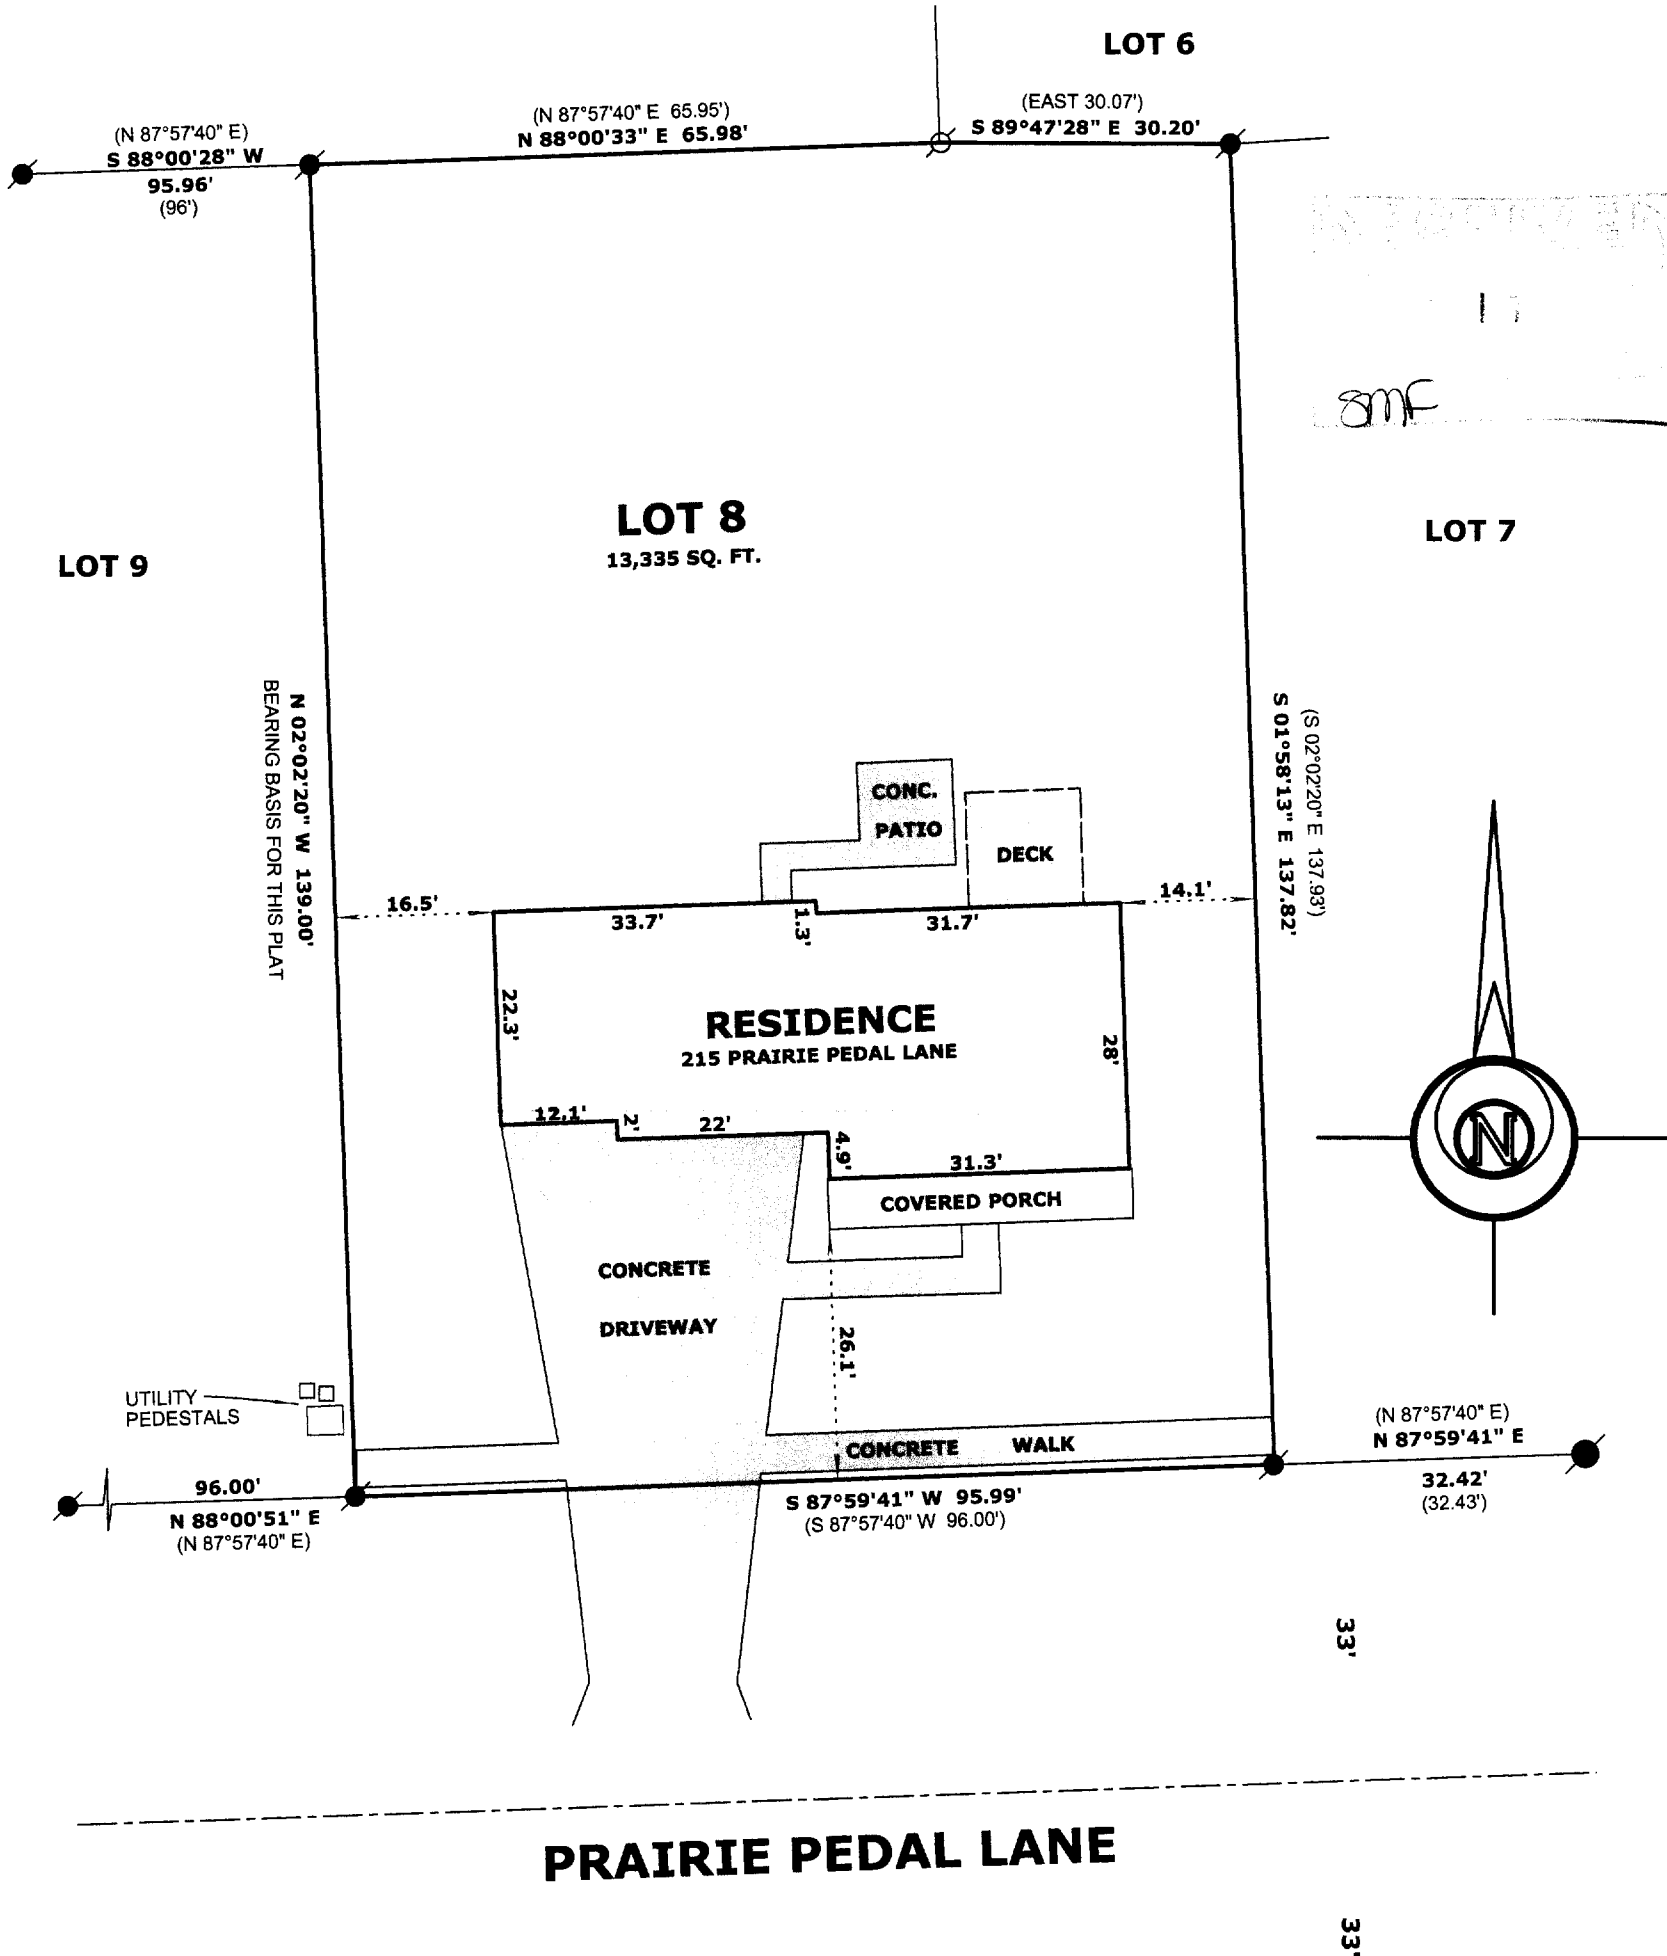 LOT 6
(N 87°57'40" E 65.95')
N 88°00'33" E 65.98'
(EAST 30.07')
S 89°47'28" E 30.20'
(N 87°57'40" E)
S 88°00'28" W
95.96'
(96')
SMF
LOT 8
13,335 SQ. FT.
LOT 9
LOT 7
N 02°02'20" W 139.00'
BEARING BASIS FOR THIS PLAT
(S 02°02'20" E 137.93')
S 01°58'13" E 137.82'
CONC.
PATIO
DECK
16.5'
14.1'
33.7'
1.3'
31.7'
22.3'
RESIDENCE
215 PRAIRIE PEDAL LANE
28'
12.1'
2'
22'
4.9'
31.3'
COVERED PORCH
CONCRETE
DRIVEWAY
26.1'
N
UTILITY
PEDESTALS
CONCRETE WALK
(N 87°57'40" E)
N 87°59'41" E
32.42'
(32.43')
96.00'
N 88°00'51" E
(N 87°57'40" E)
S 87°59'41" W 95.99'
(S 87°57'40" W 96.00')
33'
PRAIRIE PEDAL LANE
33'